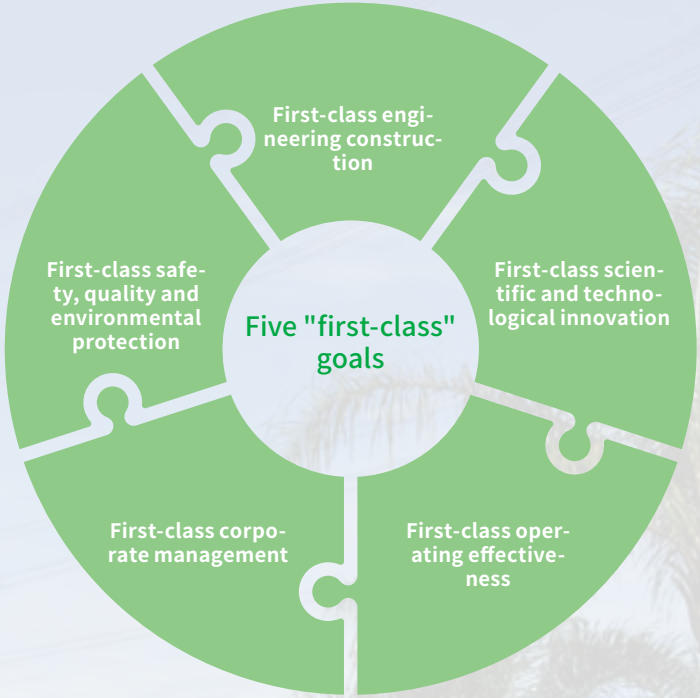 First-class engi-
neering construc-
tion
First-class safe-
ty, quality and
environmental
protection
Five "first-class"
goals
First-class scien-
tific and techno-
logical innovation
First-class corpo-
rate management
First-class oper-
ating effective-
ness